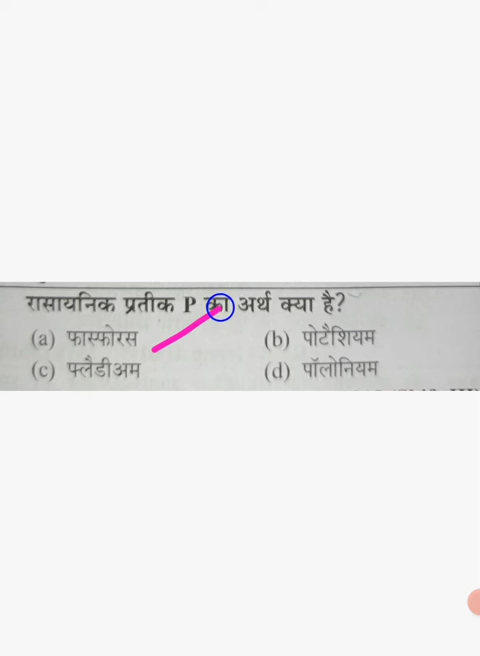 रासायनिक प्रतीक P का अर्थ क्या है?
(a) फास्फोरस (b) पोटैशियम
(c) फ्लैडीअम (d) पॉलोनियम